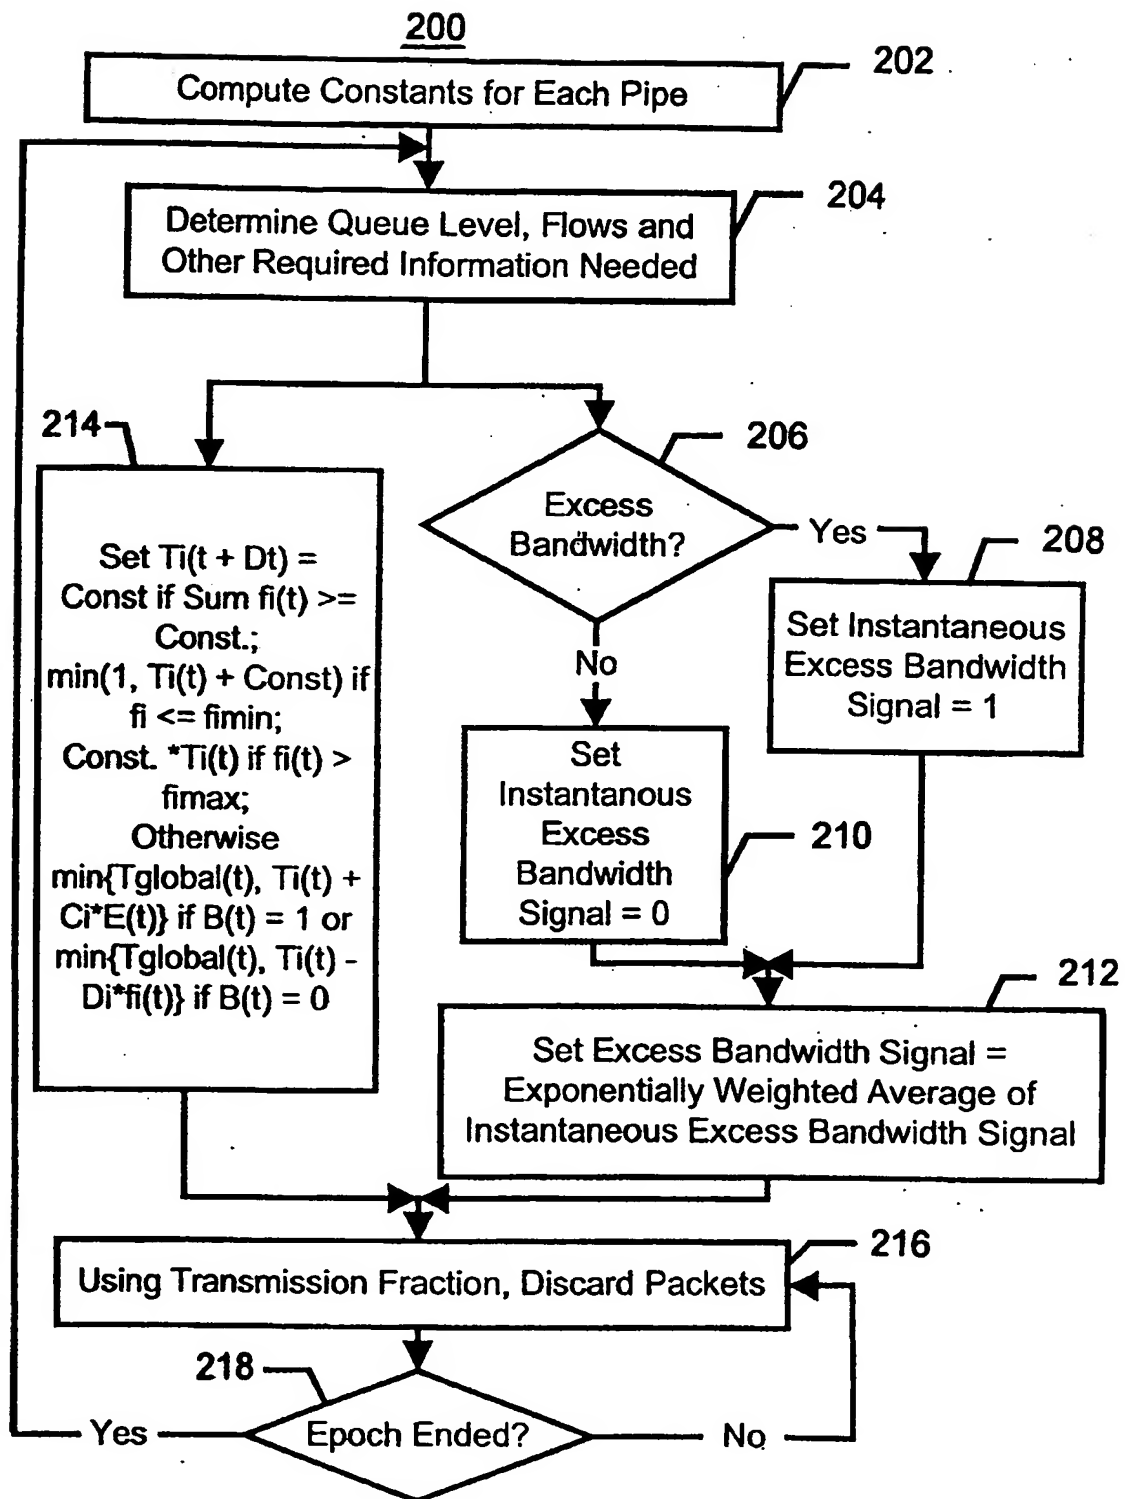 200
202
Compute Constants for Each Pipe
204
Determine Queue Level, Flows and
Other Required Information Needed
214
206
Excess
Bandwidth?
Yes
208
Set Ti(t + Dt) =
Const if Sum fi(t) >=
Const.;
min(1, Ti(t) + Const) if
fi <= fimin;
Const. *Ti(t) if fi(t) >
fimax;
Otherwise
min{Tglobal(t), Ti(t) +
Ci*E(t)} if B(t) = 1 or
min{Tglobal(t), Ti(t) -
Di*fi(t)} if B(t) = 0
Set Instantaneous
Excess Bandwidth
Signal = 1
No
Set
Instantanous
Excess
Bandwidth
Signal = 0
210
212
Set Excess Bandwidth Signal =
Exponentially Weighted Average of
Instantaneous Excess Bandwidth Signal
216
Using Transmission Fraction, Discard Packets
218
Yes
Epoch Ended?
No